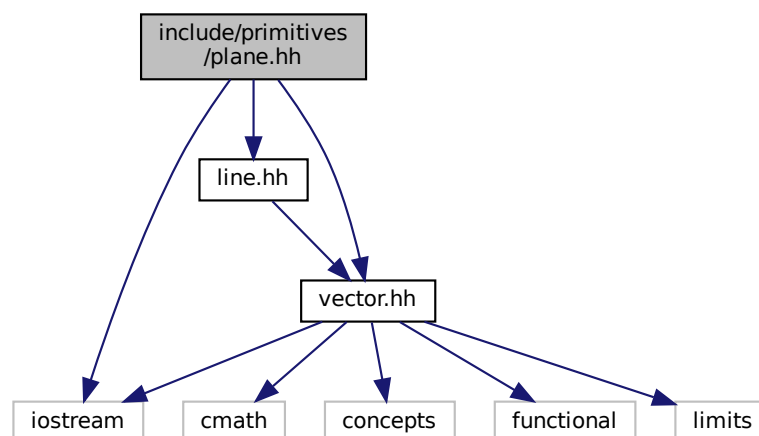 include/primitives
/plane.hh
line.hh
vector.hh
iostream
cmath
concepts
functional
limits